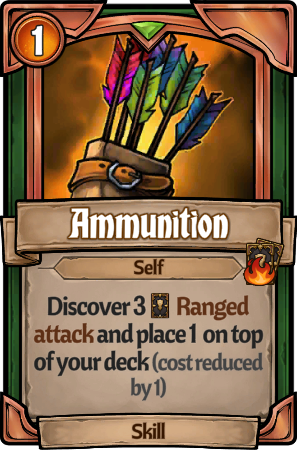 1
Ammunition
Self
Discover 3 Ranged
attack and place 1 on top
of your deck (cost reduced
by 1)
Skill